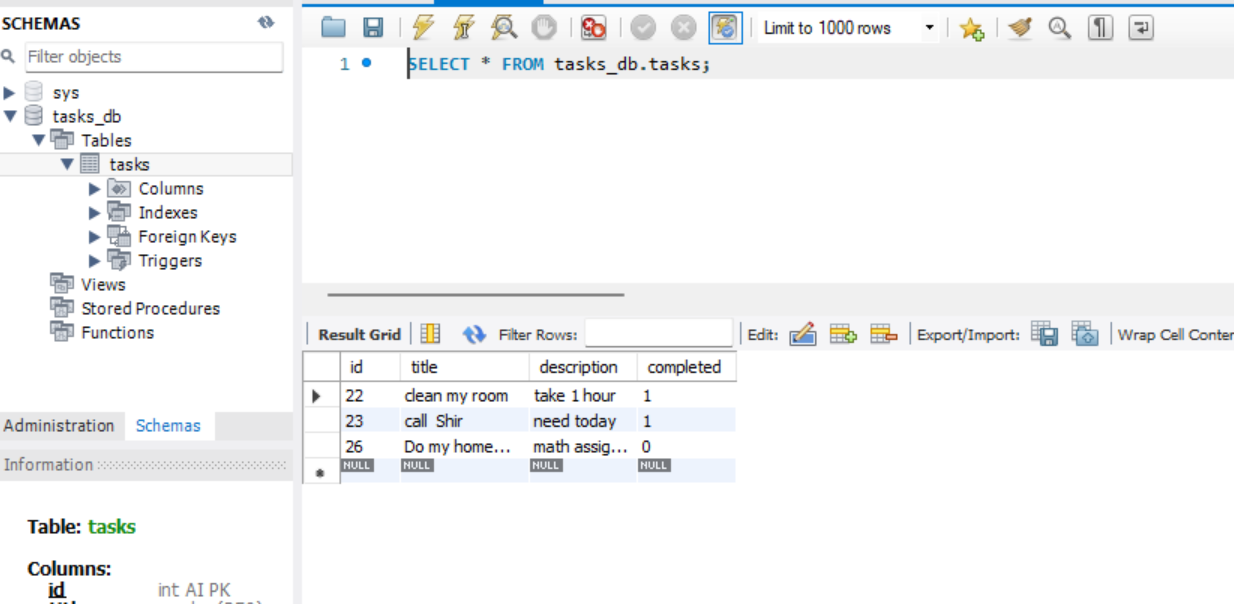 SCHEMAS
Filter objects
sys
tasks_db
Tables
tasks
Columns
Indexes
Foreign Keys
Triggers
Views
Stored Procedures
Functions
Administration Schemas
Information
Table: tasks
Columns:
id int AI PK
Limit to 1000 rows
1 SELECT * FROM tasks_db.tasks;
Result Grid Filter Rows: Edit: Export/Import: Wrap Cell Conter
id title description completed
22 clean my room take 1 hour 1
23 call Shir need today 1
26 Do my home... math assig... 0
NULL NULL NULL NULL